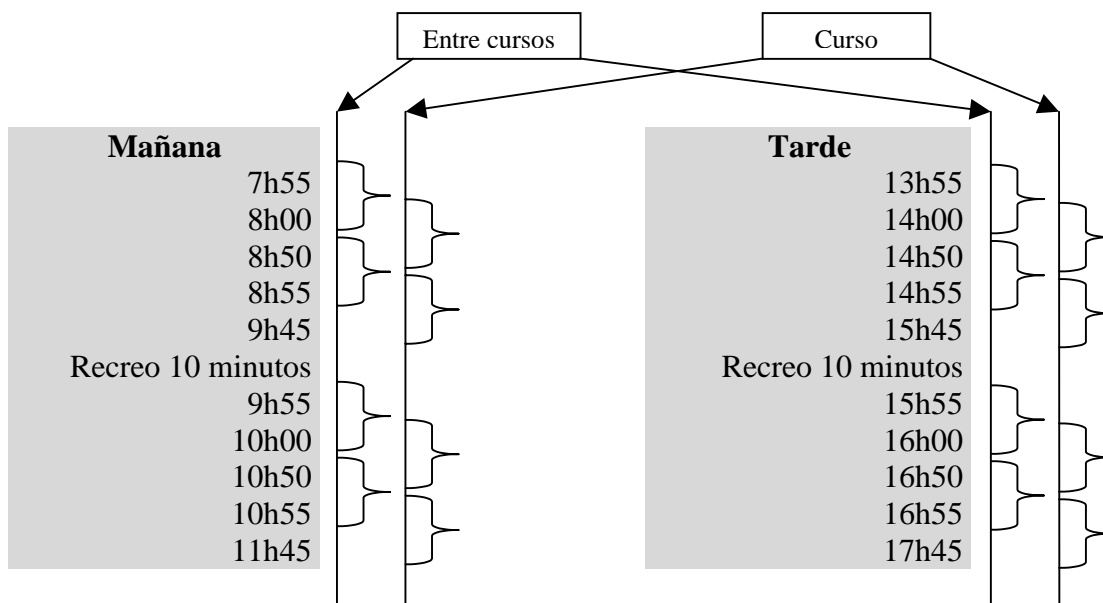 Entre cursos
Curso
Mañana
7h55
8h00
8h50
8h55
9h45
Recreo 10 minutos
9h55
10h00
10h50
10h55
11h45
Tarde
13h55
14h00
14h50
14h55
15h45
Recreo 10 minutos
15h55
16h00
16h50
16h55
17h45